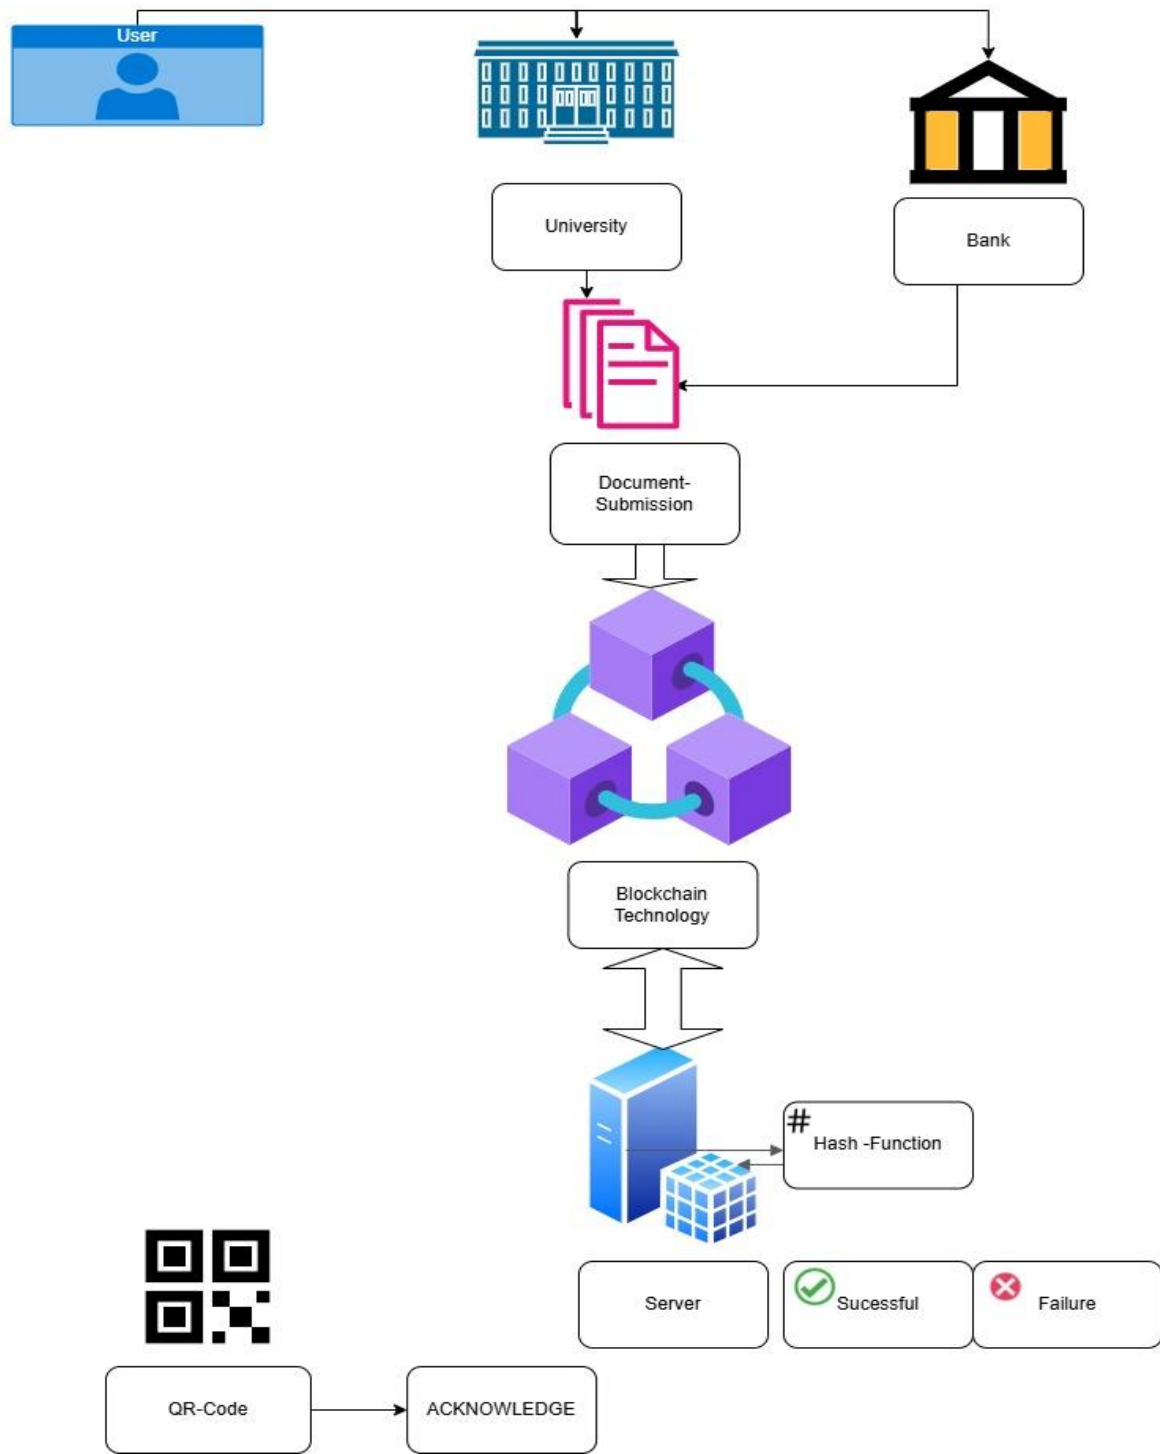 User
University
Bank
Document-
Submission
Blockchain
Technology
#
Hash -Function
Server
Sucessful
Failure
QR-Code
ACKNOWLEDGE